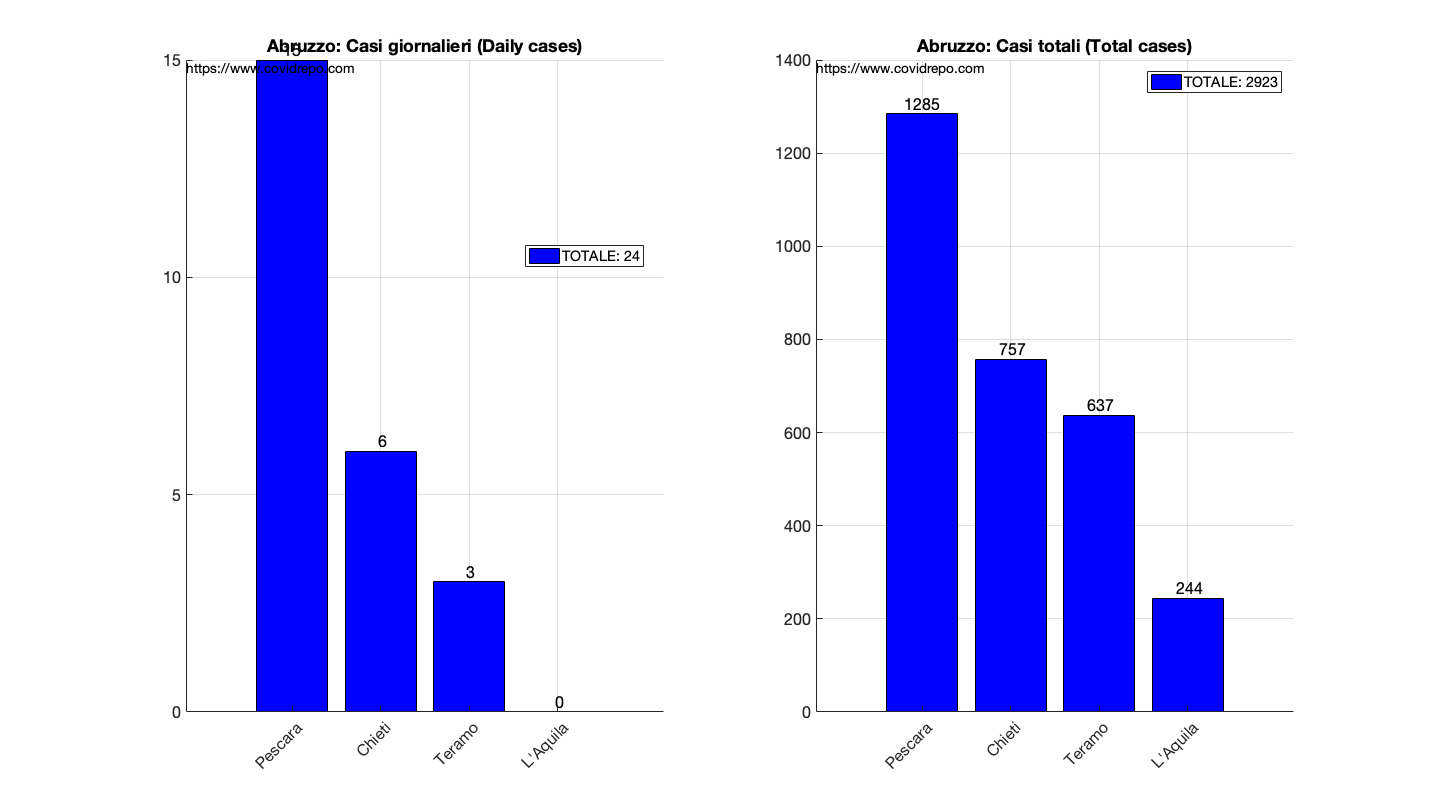 Abruzzo: Casi giornalieri (Daily cases)
15
https://www.covidrepo.com
15
10
5
0
TOTALE: 24
6
3
0
Pescara
Chieti
Teramo
L'Aquila
Abruzzo: Casi totali (Total cases)
https://www.covidrepo.com
1400
1200
1000
800
600
400
200
0
TOTALE: 2923
1285
757
637
244
Pescara
Chieti
Teramo
L'Aquila